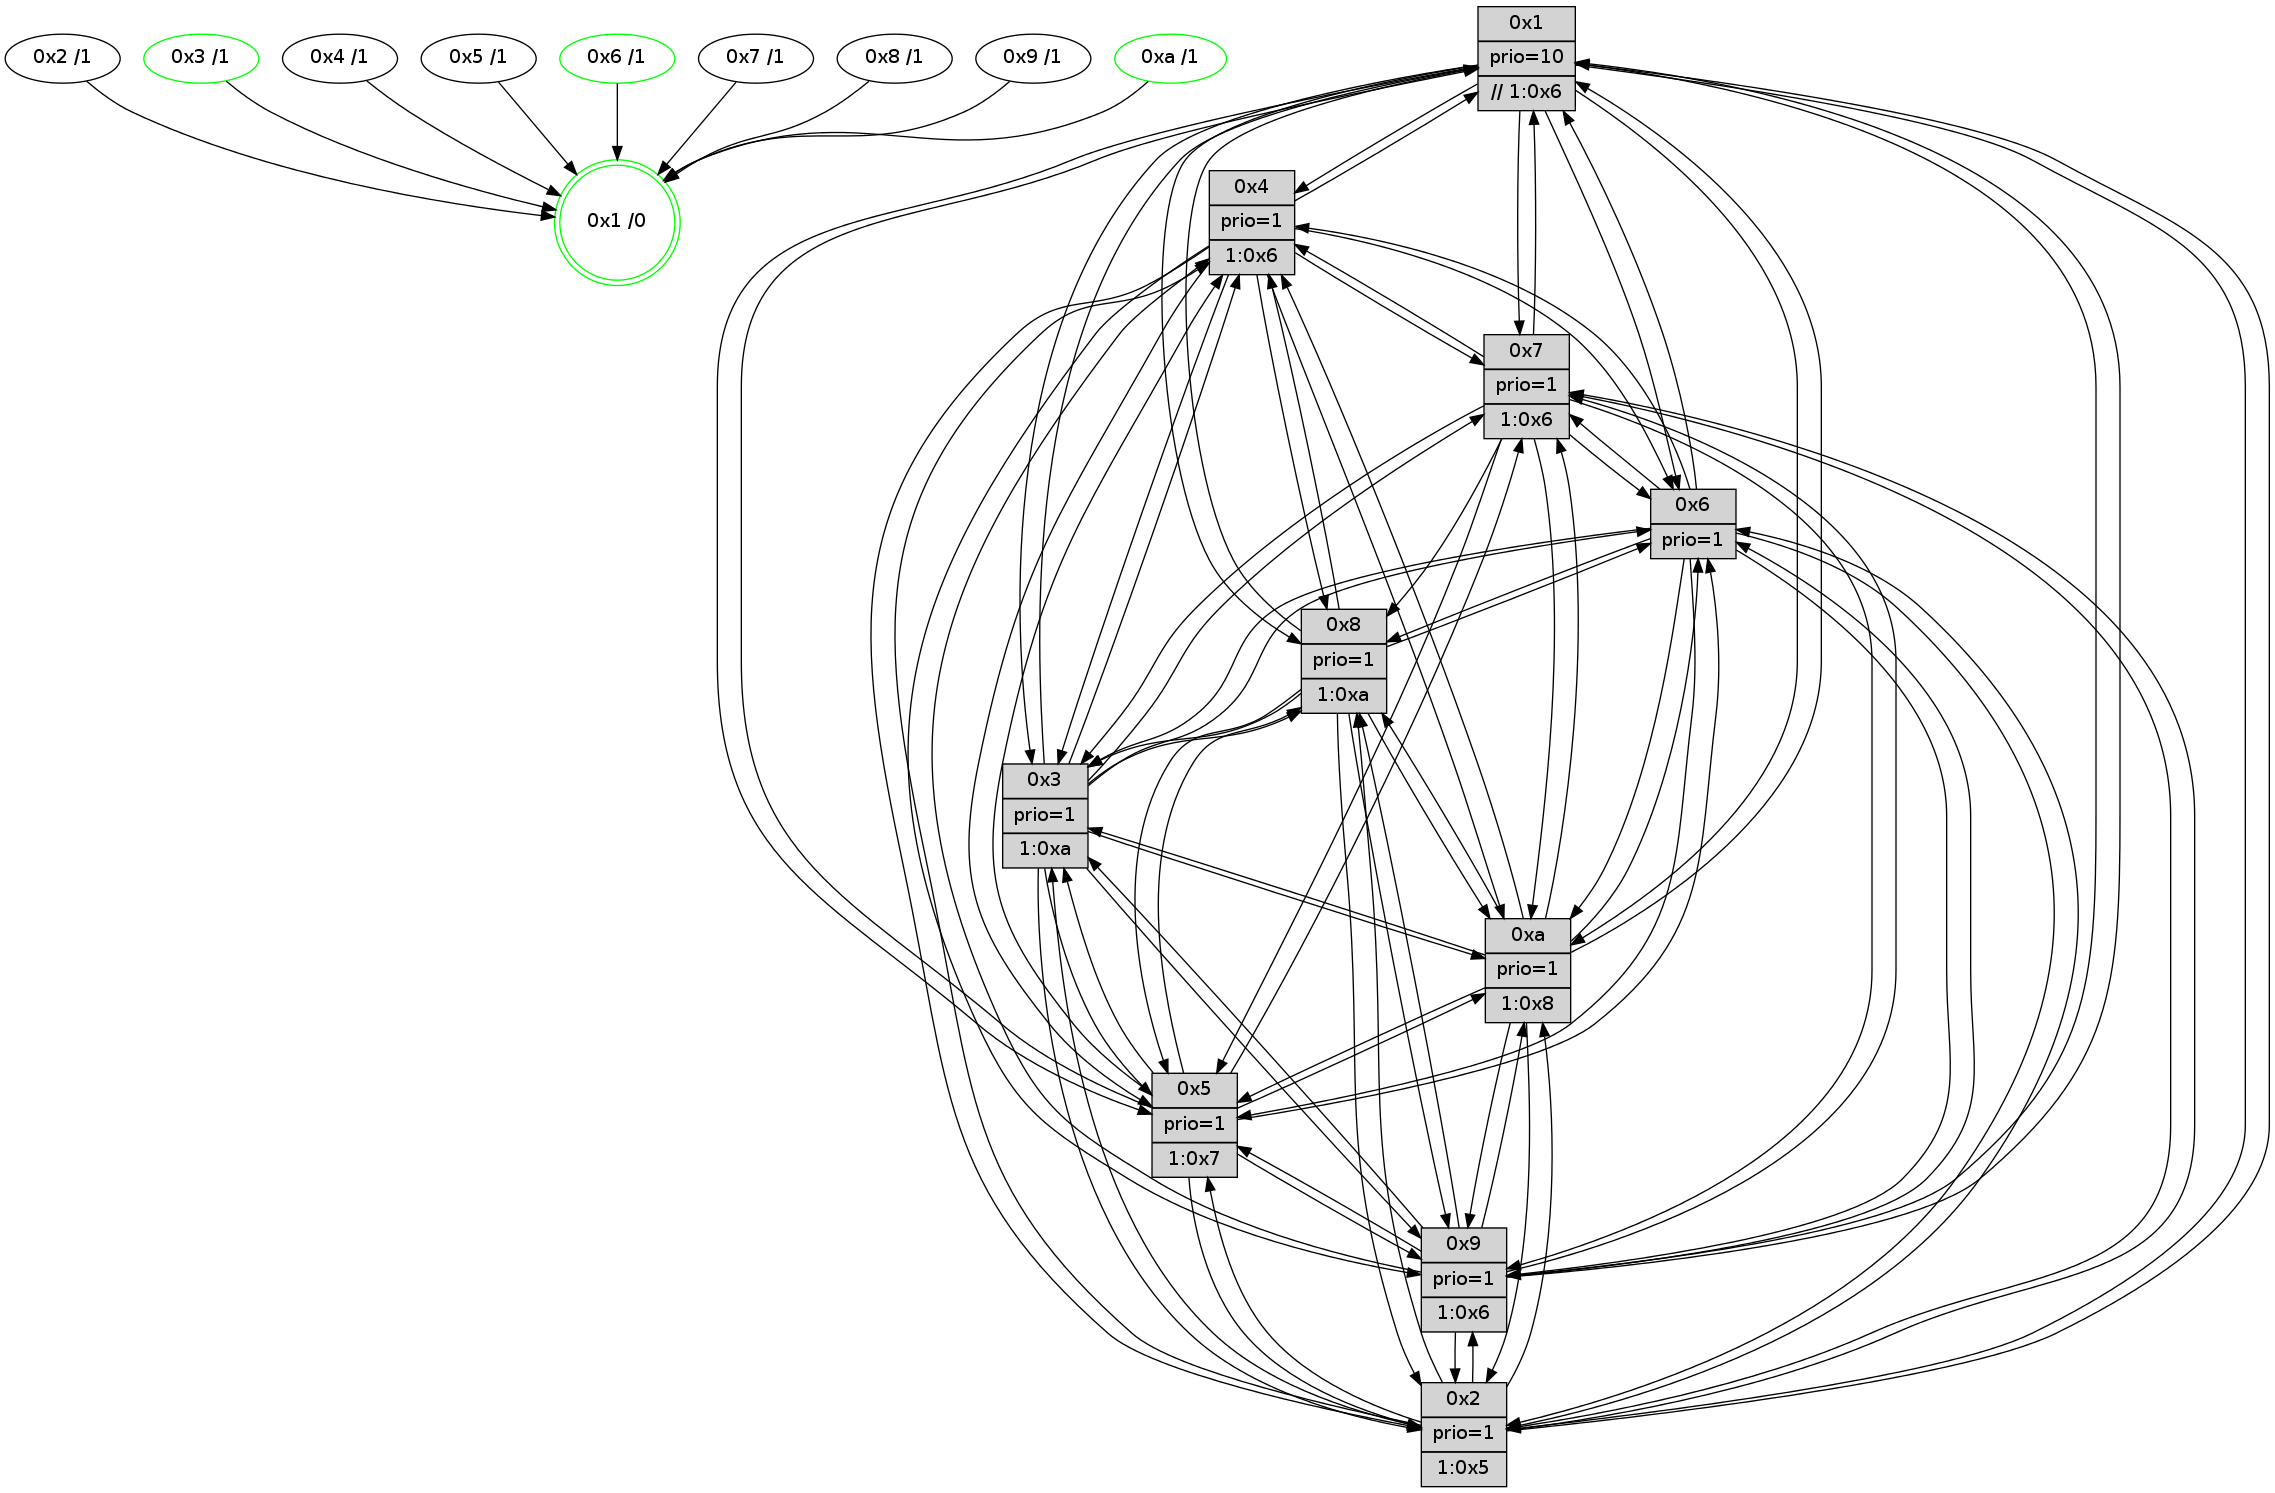 0x2 /1
0x3 /1
0x4 /1
0x5 /1
0x6 /1
0x7 /1
0x8 /1
0x9 /1
0xa /1
0x1 /0
0x1
prio=10
// 1:0x6
0x4
prio=1
1:0x6
0x7
prio=1
1:0x6
0x6
prio=1
0x8
prio=1
1:0xa
0x3
prio=1
1:0xa
0xa
prio=1
1:0x8
0x5
prio=1
1:0x7
0x9
prio=1
1:0x6
0x2
prio=1
1:0x5